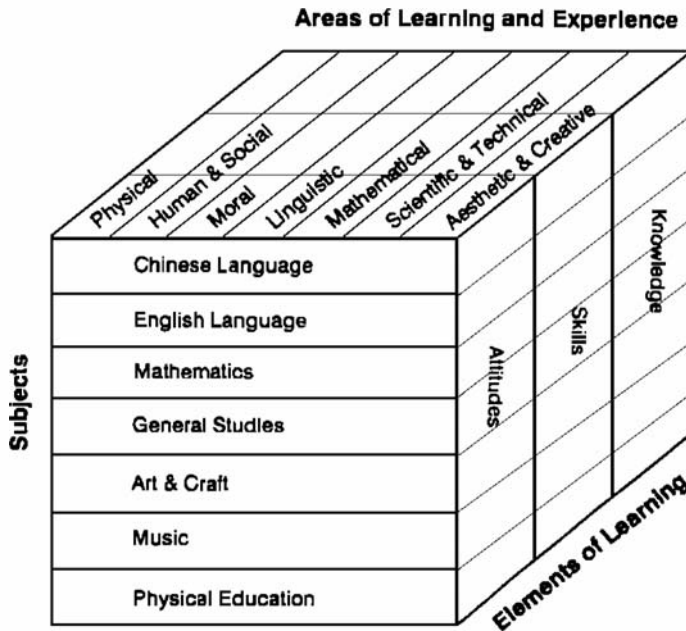 Areas of Learning and Experience
Physical
Human & Social
Moral
Linguistic
Mathematical
Scientific & Technical
Aesthetic & Creative
Subjects
Chinese Language
English Language
Mathematics
General Studies
Art & Craft
Music
Physical Education
Attitudes
Skills
Knowledge
Elements of Learning